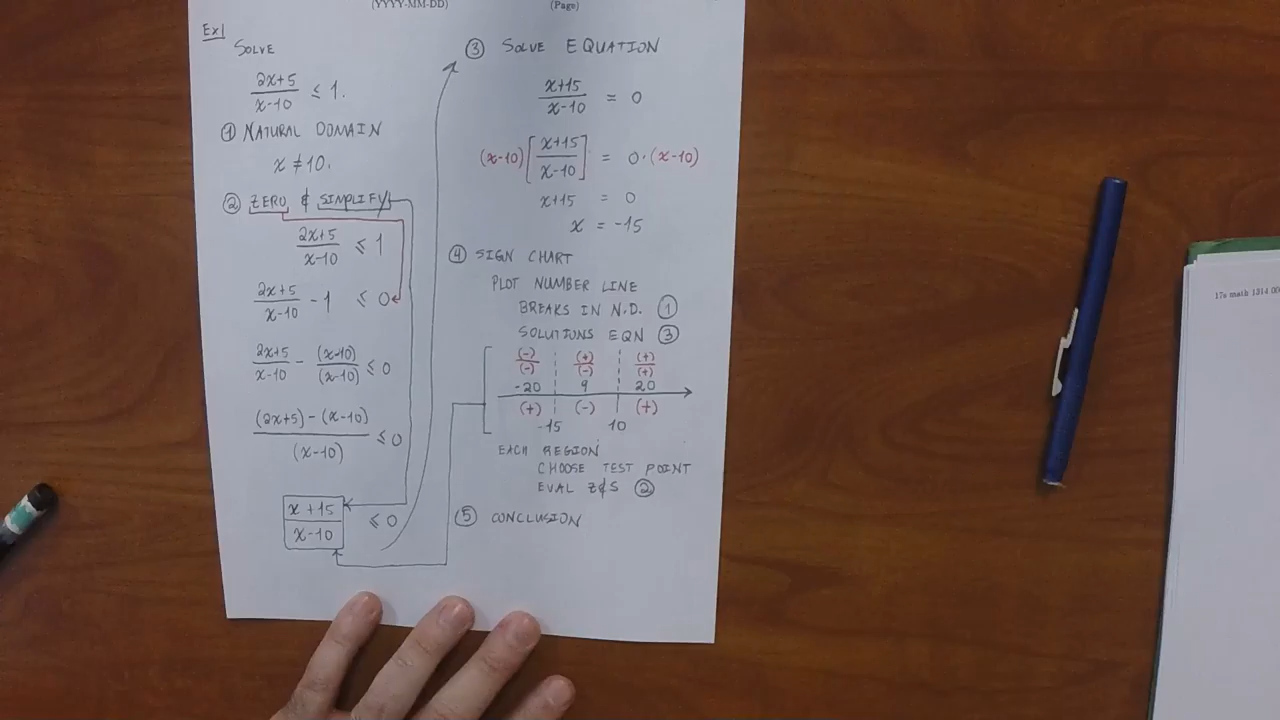 (YYYY-MM-DD) (Page)
Ex1
SOLVE
(2x+5)/(x-10) ≤ 1.
① NATURAL DOMAIN
x ≠ 10.
② ZERO & SIMPLIFY
(2x+5)/(x-10) ≤ 1
(2x+5)/(x-10) - 1 ≤ 0
(2x+5)/(x-10) - (x-10)/(x-10) ≤ 0
((2x+5) - (x-10))/(x-10) ≤ 0
(x+15)/(x-10) ≤ 0
③ SOLVE EQUATION
(x+15)/(x-10) = 0
(x-10)[(x+15)/(x-10)] = 0·(x-10)
x+15 = 0
x = -15
④ SIGN CHART
PLOT NUMBER LINE
BREAKS IN N.D. ①
SOLUTIONS EQN ③
(-)/(-) (+)/(-) (+)/(+)
-20 9 20
(+) (-) (+)
-15 10
EACH REGION
CHOOSE TEST POINT
EVAL Z&S ②
⑤ CONCLUSION
17s math 1314